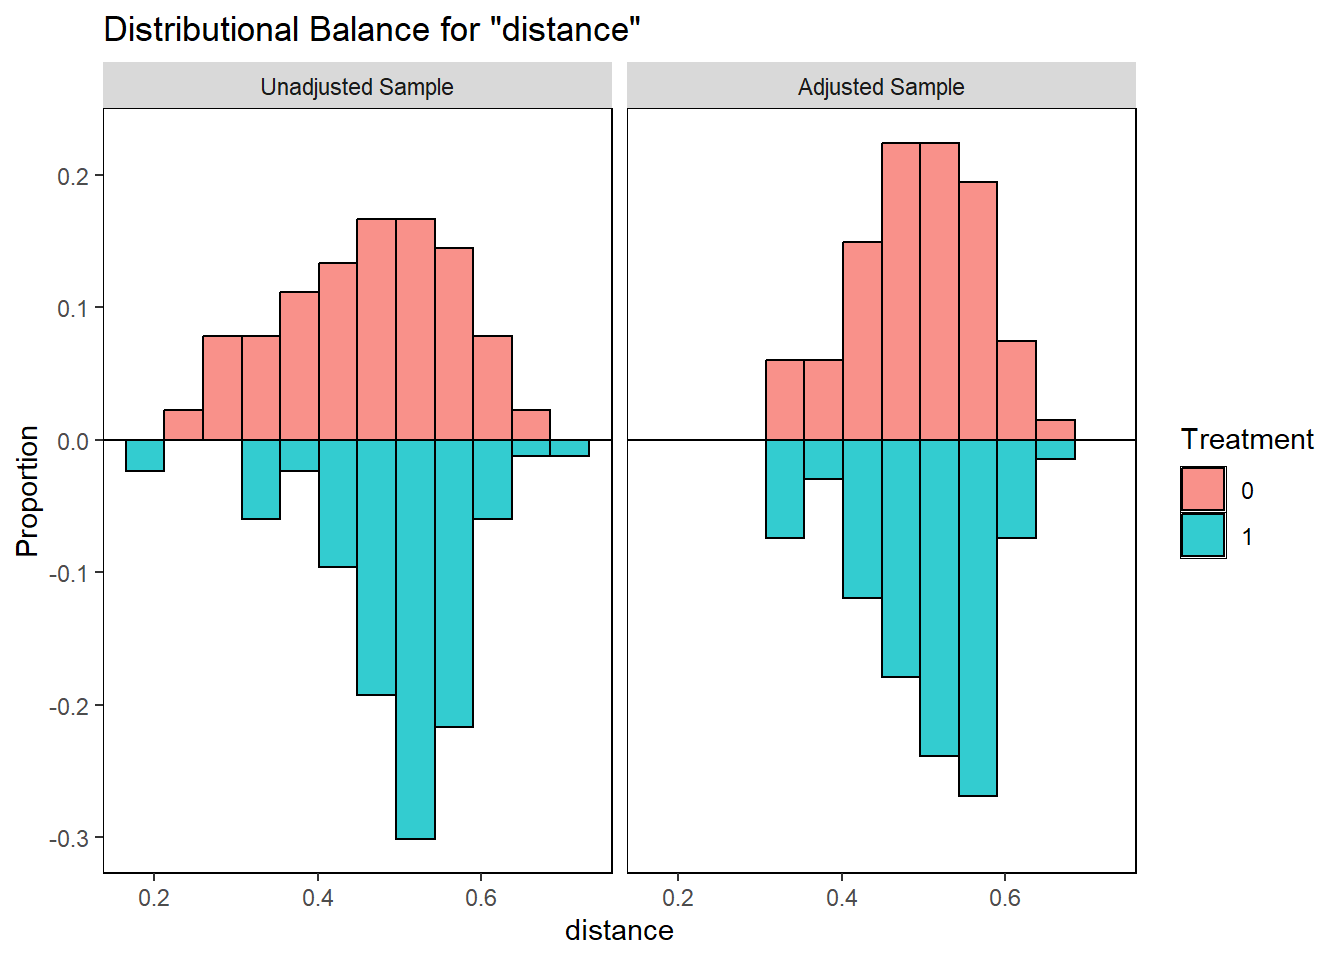 Distributional Balance for "distance"
Unadjusted Sample
Adjusted Sample
Proportion
0.2
0.1
0.0
-0.1
-0.2
-0.3
0.2
0.4
0.6
0.2
0.4
0.6
distance
Treatment
0
1